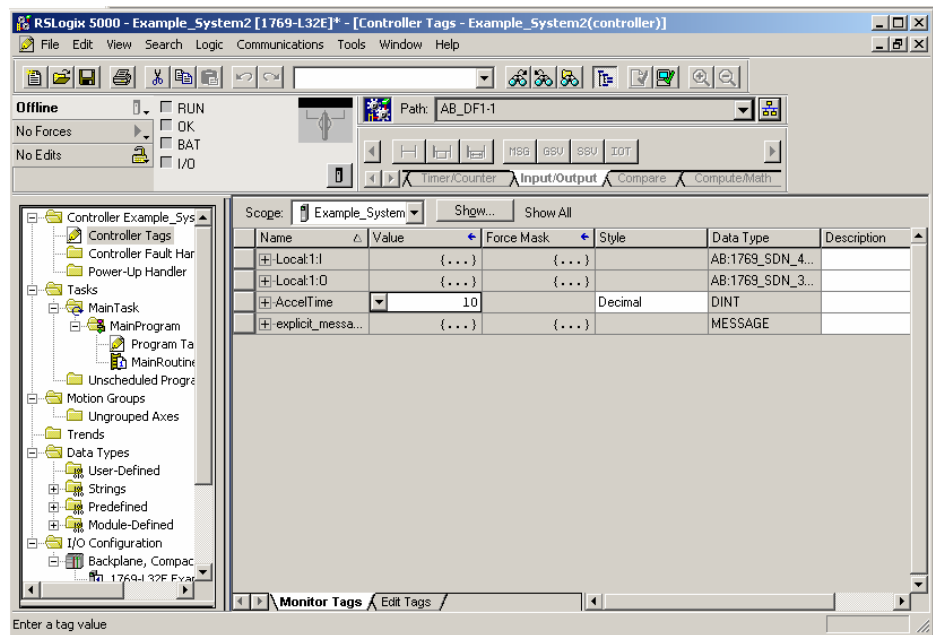 RSLogix 5000 - Example_System2 [1769-L32E]* - [Controller Tags - Example_System2(controller)]
File Edit View Search Logic Communications Tools Window Help
Offline RUN Path: AB_DF1-1
No Forces OK
No Edits BAT
I/O
MSG GSV SSV IOT
Timer/Counter Input/Output Compare Compute/Math
Controller Example_Sys
Controller Tags
Controller Fault Har
Power-Up Handler
Tasks
MainTask
MainProgram
Program Ta
MainRoutine
Unscheduled Progra
Motion Groups
Ungrouped Axes
Trends
Data Types
User-Defined
Strings
Predefined
Module-Defined
I/O Configuration
Backplane, Compac
1769-L32E Exar
Scope: Example_System Show... Show All
Name Value Force Mask Style Data Type Description
Local:1:I {...} {...} AB:1769_SDN_4...
Local:1:O {...} {...} AB:1769_SDN_3...
AccelTime 10 Decimal DINT
explicit_messa... {...} {...} MESSAGE
Monitor Tags Edit Tags
Enter a tag value